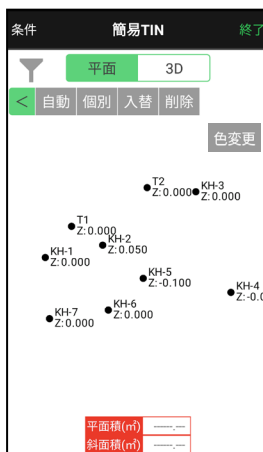 条件 簡易TIN 終了
平面 3D
< 自動 個別 入替 削除
色変更
T2
Z:0.000
KH-3
Z:0.000
T1
Z:0.000
KH-2
Z:0.050
KH-1
Z:0.000
KH-5
Z:-0.100
KH-4
KH-6
Z:0.000
KH-7
Z:0.000
平面積(㎡) ----.--
斜面積(㎡) ----.--